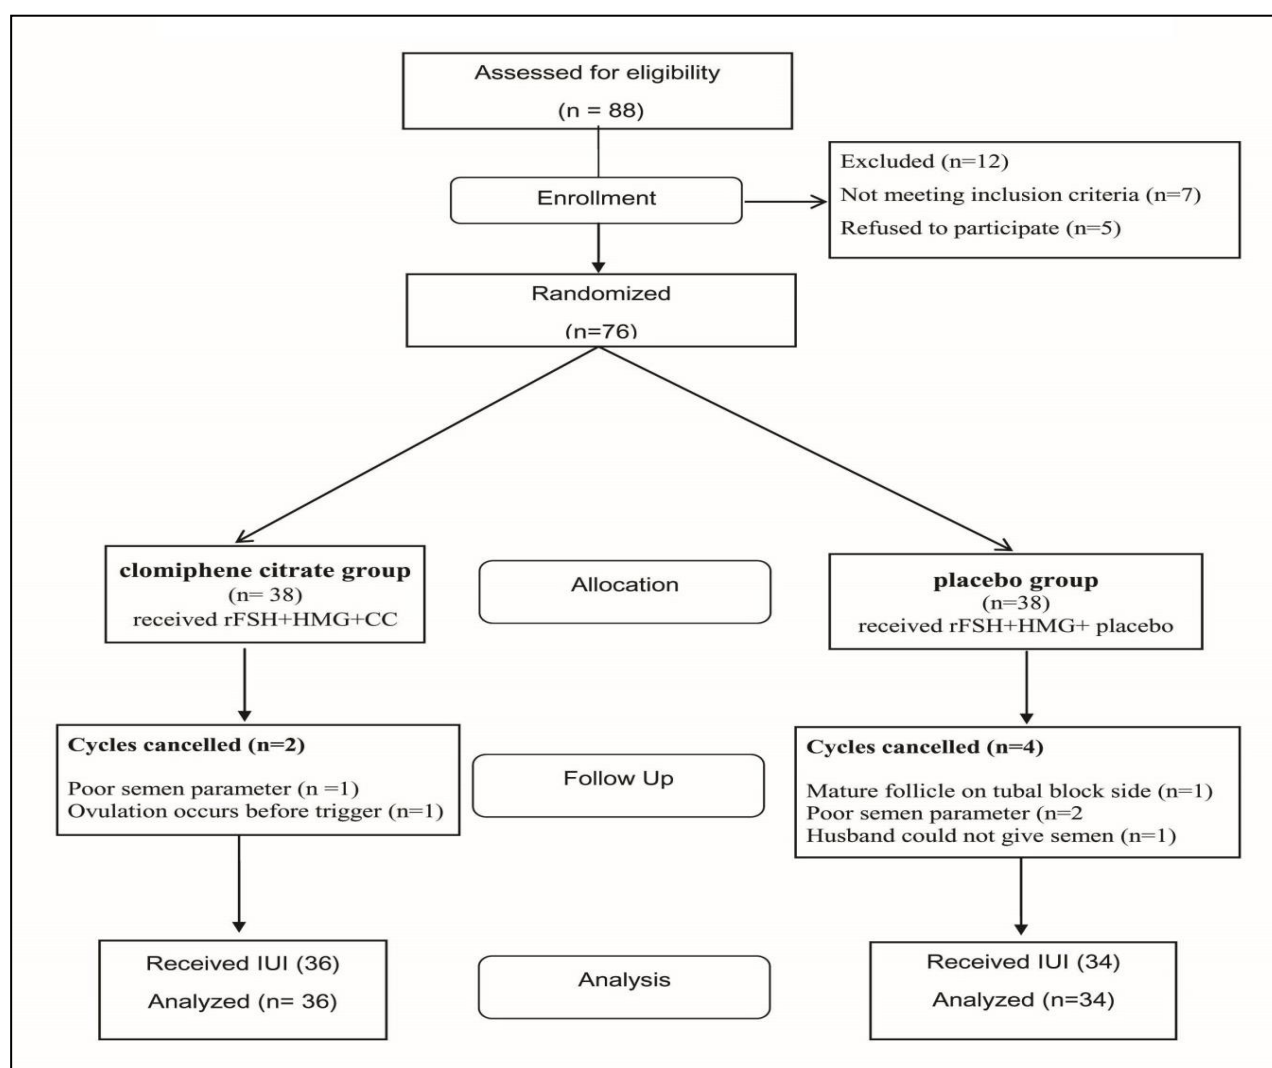 Assessed for eligibility
(n = 88)
Excluded (n=12)
Not meeting inclusion criteria (n=7)
Refused to participate (n=5)
Enrollment
Randomized
(n=76)
clomiphene citrate group
(n= 38)
received rFSH+HMG+CC
Allocation
placebo group
(n=38)
received rFSH+HMG+ placebo
Cycles cancelled (n=2)
Poor semen parameter (n =1)
Ovulation occurs before trigger (n=1)
Follow Up
Cycles cancelled (n=4)
Mature follicle on tubal block side (n=1)
Poor semen parameter (n=2
Husband could not give semen (n=1)
Received IUI (36)
Analyzed (n= 36)
Analysis
Received IUI (34)
Analyzed (n=34)